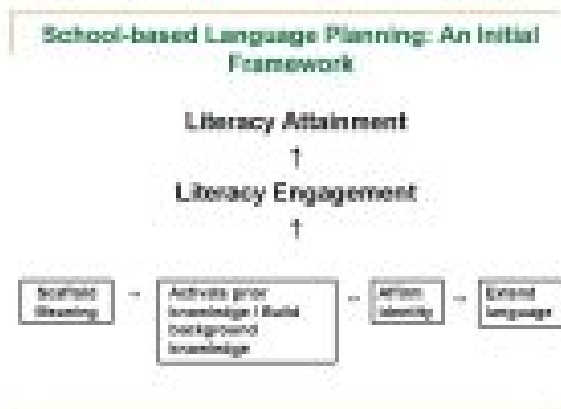 School-based Language Planning: An Initial
Framework
Literacy Attainment
↑
Literacy Engagement
↑
Scaffold
Meaning
Activate prior
knowledge / Build
background
knowledge
Affirm
identity
Extend
language